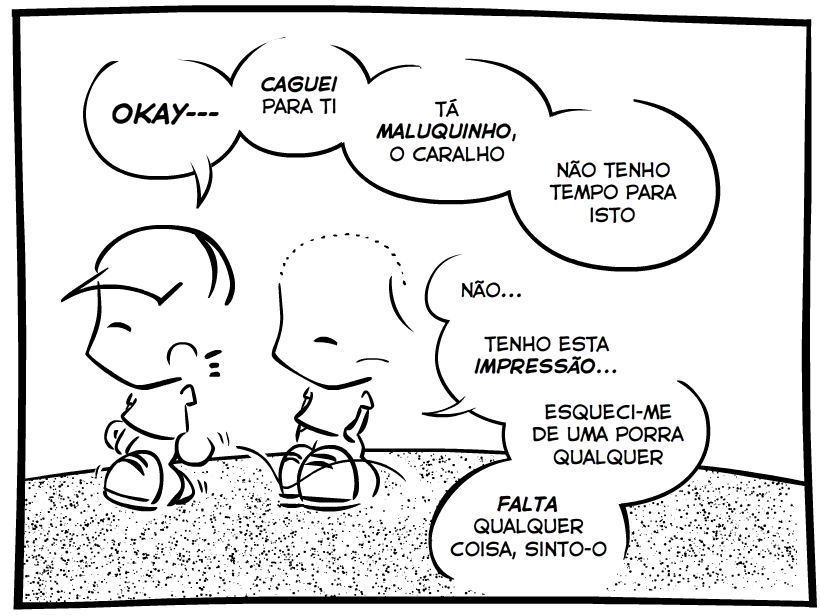 OKAY---
CAGUEI
PARA TI
TÁ
MALUQUINHO,
O CARALHO
NÃO TENHO
TEMPO PARA
ISTO
NÃO...
TENHO ESTA
IMPRESSÃO...
ESQUECI-ME
DE UMA PORRA
QUALQUER
FALTA
QUALQUER
COISA, SINTO-O